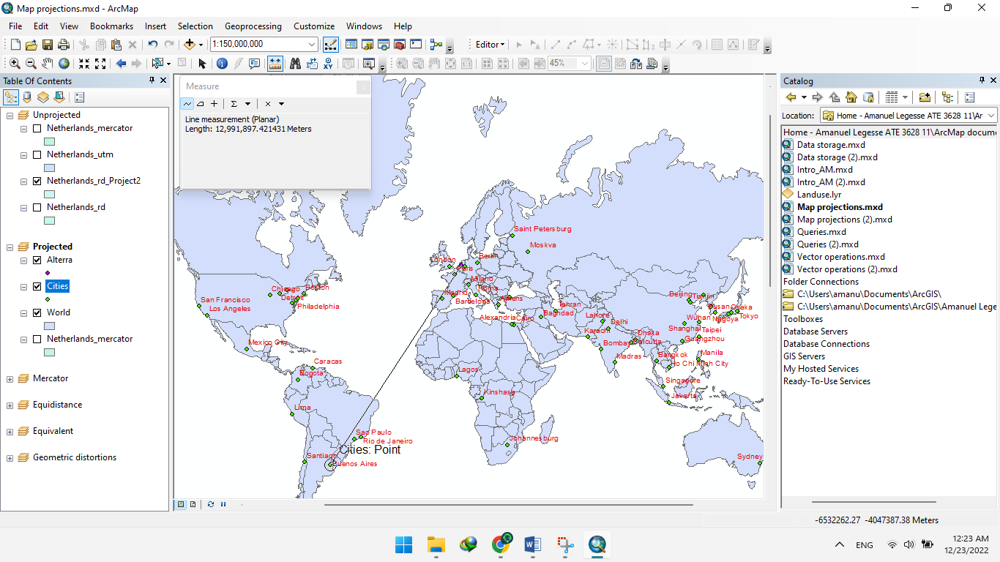 Map projections.mxd - ArcMap
File Edit View Bookmarks Insert Selection Geoprocessing Customize Windows Help
1:150,000,000
Editor
45%
Table Of Contents
Unprojected
Netherlands_mercator
Netherlands_utm
Netherlands_rd_Project2
Netherlands_rd
Projected
Alterra
Cities
World
Netherlands_mercator
Mercator
Equidistance
Equivalent
Geometric distortions
Measure
Line measurement (Planar)
Length: 12,991,897.421431 Meters
Saint Petersburg
Moskva
London
Berlin
Paris
Milano
Roma
Madrid
Barcelona
Athens
Chicago
Boston
Detroit
Philadelphia
San Francisco
Los Angeles
Mexico City
Caracas
Bogota
Lima
Sao Paulo
Rio de Janeiro
Cities: Point
Santiago
Buenos Aires
Alexandria
Cairo
Baghdad
Tehran
Lagos
Kinshasa
Johannesburg
Lahore
Delhi
Karachi
Dhaka
Bombay
Calcutta
Madras
Beijing
Tianjin
Pusan
Osaka
Nagoya
Tokyo
Wuhan
Shanghai
Taipei
Guangzhou
Manila
Bangkok
Ho Chi Minh City
Singapore
Jakarta
Sydney
Catalog
Location: Home - Amanuel Legesse ATE 3628 11\Ar
Home - Amanuel Legesse ATE 3628 11\ArcMap docume
Data storage.mxd
Data storage (2).mxd
Intro_AM.mxd
Intro_AM (2).mxd
Landuse.lyr
Map projections.mxd
Map projections (2).mxd
Queries.mxd
Queries (2).mxd
Vector operations.mxd
Vector operations (2).mxd
Folder Connections
C:\Users\amanu\Documents\ArcGIS\
C:\Users\amanu\Documents\ArcGIS\Amanuel Lege
Toolboxes
Database Servers
Database Connections
GIS Servers
My Hosted Services
Ready-To-Use Services
-6532262.27 -4047387.38 Meters
ENG
12:23 AM
12/23/2022